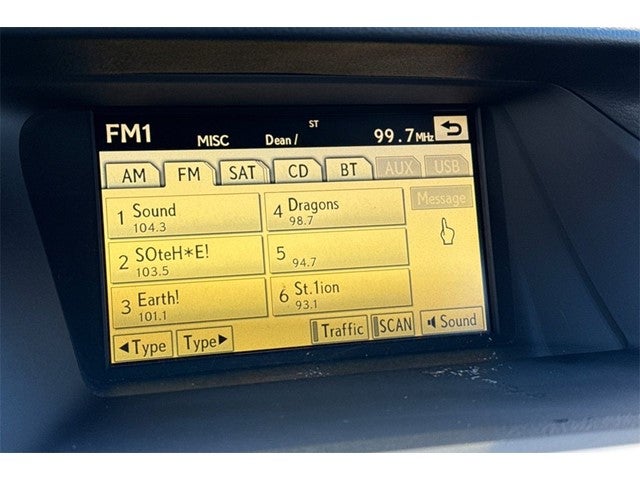 FM1 MISC Dean / ST 99.7MHz
AM FM SAT CD BT AUX USB
1 Sound
104.3
4 Dragons
98.7
Message
2 SOteH*E!
103.5
5
94.7
3 Earth!
101.1
6 St.1ion
93.1
◀Type Type▶ Traffic SCAN Sound